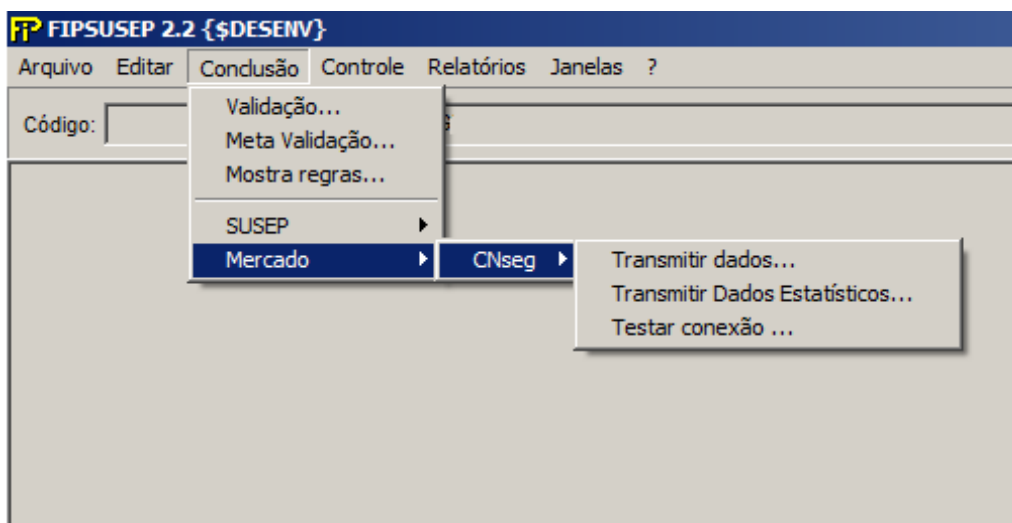 FIP FIPSUSEP 2.2 {$DESENV}
Arquivo Editar Conclusão Controle Relatórios Janelas ?
Código:
Validação...
Meta Validação...
Mostra regras...
SUSEP
Mercado
CNseg
Transmitir dados...
Transmitir Dados Estatísticos...
Testar conexão ...